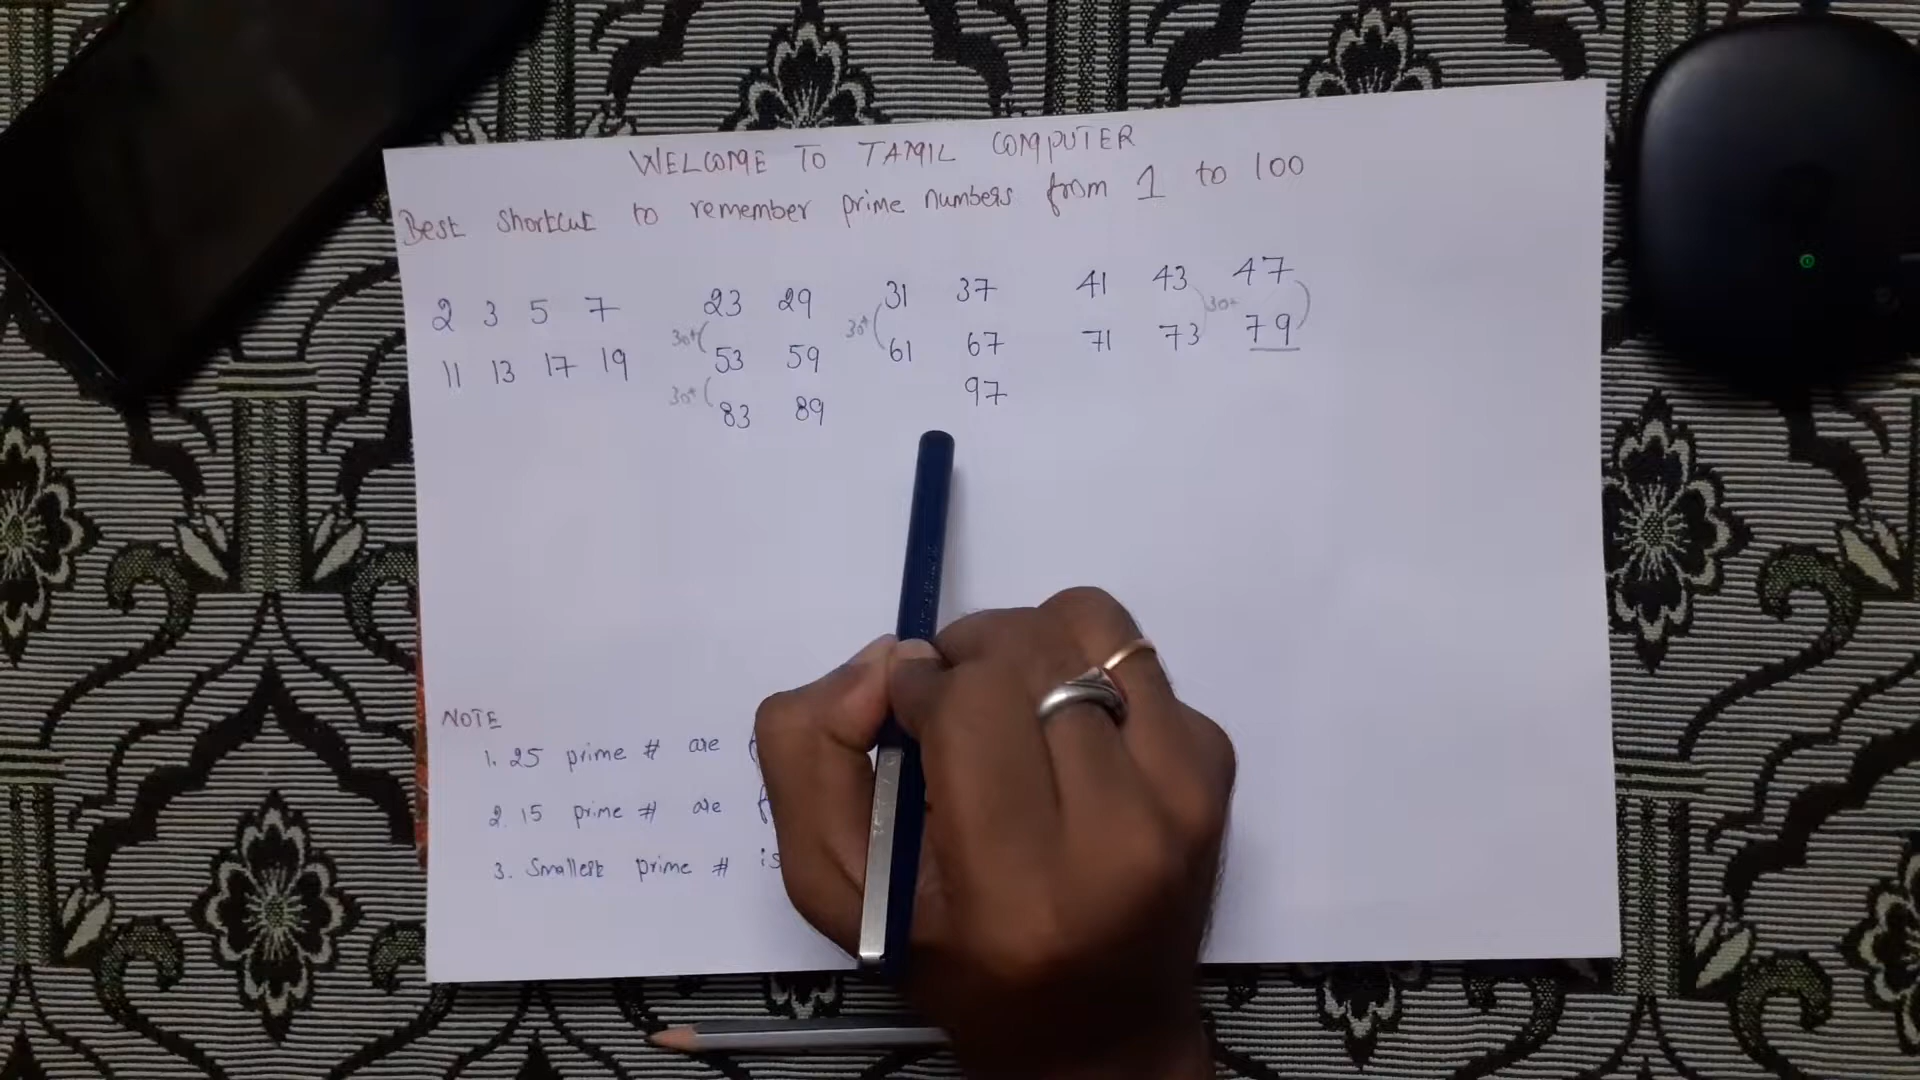 WELCOME TO TAMIL COMPUTER
Best shortcut to remember prime numbers from 1 to 100
2 3 5 7 23 29 31 37 41 43 47
30+ 30+ 30+
11 13 17 19 53 59 61 67 71 73 79
30+
83 89 97
NOTE
1. 25 prime # are
2. 15 prime # are
3. Smallest prime # is